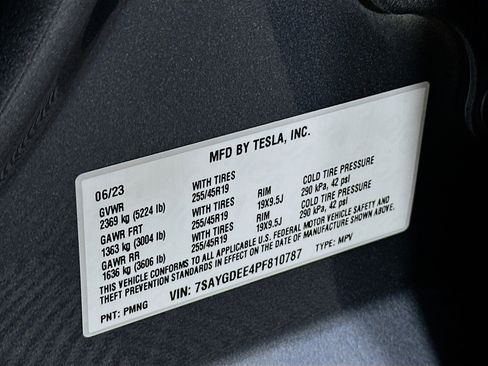 MFD BY TESLA, INC.
06/23
GVWR WITH TIRES RIM COLD TIRE PRESSURE
2369 kg (5224 lb) 255/45R19 19X9.5J 290 kPa, 42 psi
GAWR FRT WITH TIRES RIM COLD TIRE PRESSURE
1363 kg (3004 lb) 255/45R19 19X9.5J 290 kPa, 42 psi
GAWR RR
1636 kg (3606 lb) 255/45R19
THIS VEHICLE CONFORMS TO ALL APPLICABLE U.S. FEDERAL MOTOR VEHICLE SAFETY AND
THEFT PREVENTION STANDARDS IN EFFECT ON THE DATE OF MANUFACTURE SHOWN ABOVE.
PNT: PMNG VIN: 7SAYGDEE4PF810787 TYPE: MPV